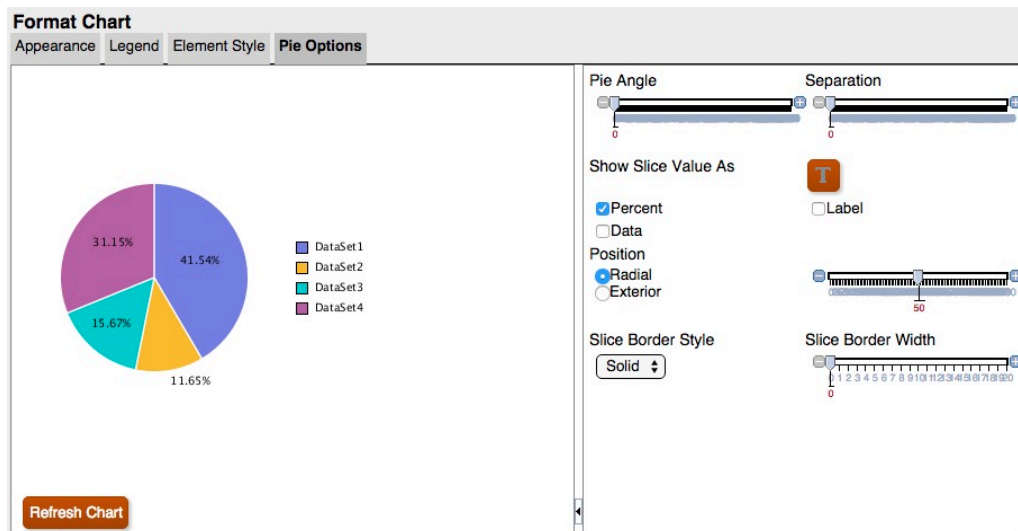 Format Chart
Appearance Legend Element Style Pie Options
Pie Angle Separation
0 0
Show Slice Value As T
Percent Label
Data
Position
Radial
Exterior
50
Slice Border Style Slice Border Width
Solid
0 1 2 3 4 5 6 7 8 9 10 11 12 13 14 15 16 17 18 19 20
0
31.15%
41.54%
15.67%
11.65%
DataSet1
DataSet2
DataSet3
DataSet4
Refresh Chart